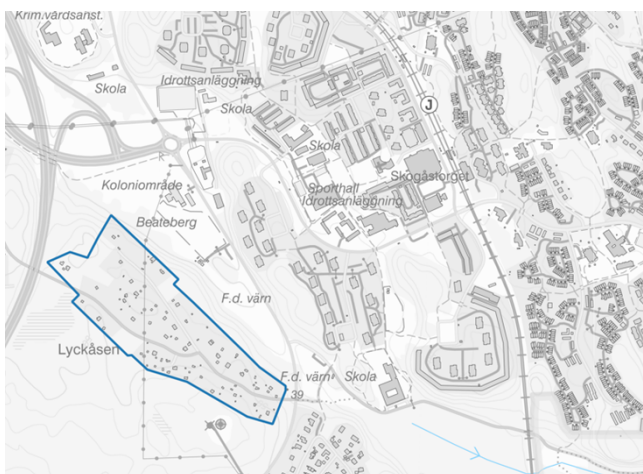 Krim.vårdsanst.
Skola
Idrottsanläggning
Skola
J
Skola
Koloniområde
Sporthall
Idrottsanläggning
Skogåstorget
Beateberg
F.d. värn
Lyckåsen
F.d. värn
39
Skola